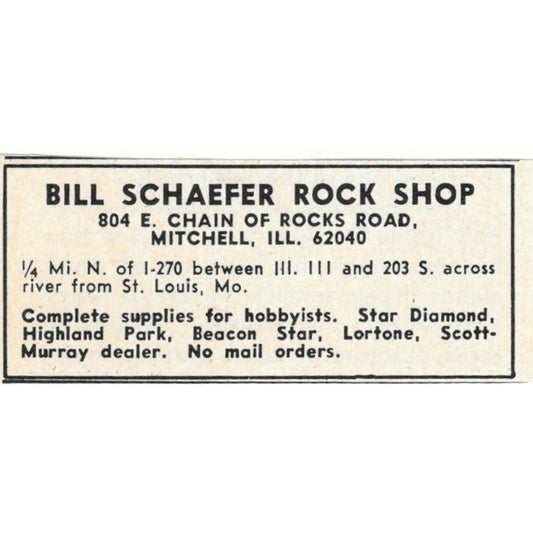 BILL SCHAEFER ROCK SHOP
804 E. CHAIN OF ROCKS ROAD,
MITCHELL, ILL. 62040
1/4 Mi. N. of I-270 between Ill. III and 203 S. across
river from St. Louis, Mo.
Complete supplies for hobbyists. Star Diamond,
Highland Park, Beacon Star, Lortone, Scott-
Murray dealer. No mail orders.